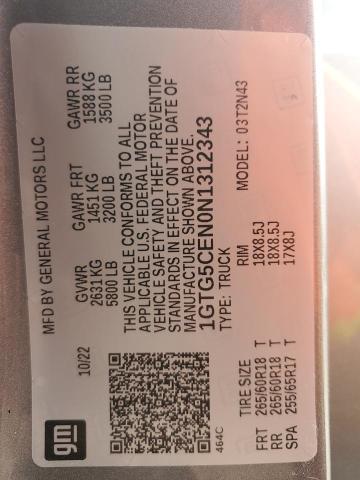 MFD BY GENERAL MOTORS LLC
10/22
GVWR GAWR FRT GAWR RR
2631 KG 1451 KG 1588 KG
5800 LB 3200 LB 3500 LB
THIS VEHICLE CONFORMS TO ALL
APPLICABLE U.S. FEDERAL MOTOR
VEHICLE SAFETY AND THEFT PREVENTION
STANDARDS IN EFFECT ON THE DATE OF
MANUFACTURE SHOWN ABOVE.
1GTG5CEN0N1312343
TYPE: TRUCK MODEL: 03T2N43
464C
TIRE SIZE RIM
FRT 265/60R18 T 18X8.5J
RR 265/60R18 T 18X8.5J
SPA 255/65R17 T 17X8J
gm